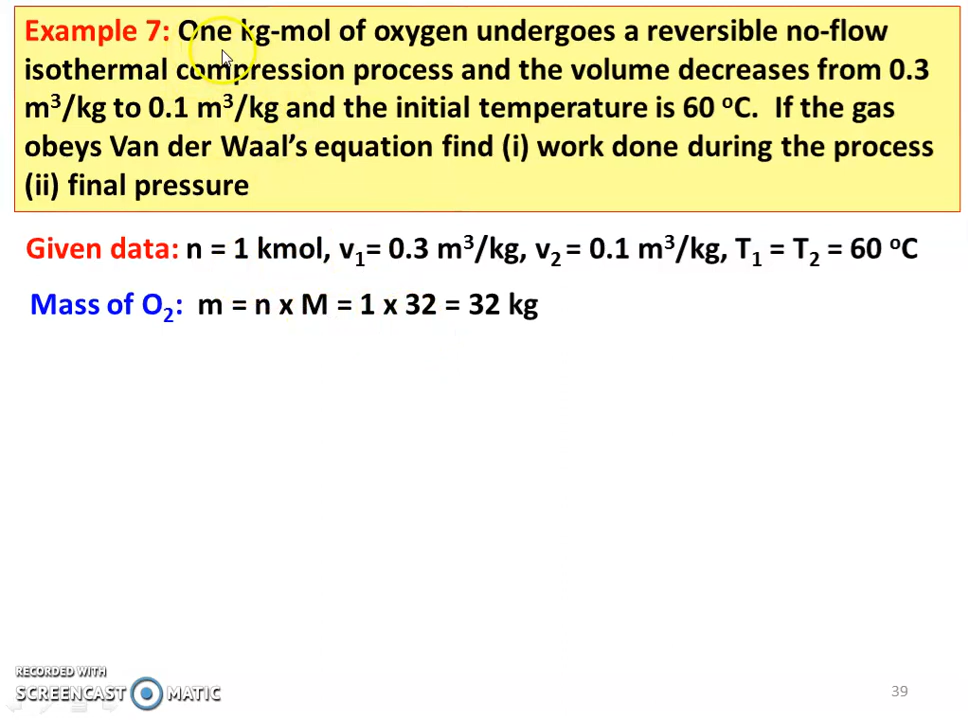 Example 7: One kg-mol of oxygen undergoes a reversible no-flow
isothermal compression process and the volume decreases from 0.3
m³/kg to 0.1 m³/kg and the initial temperature is 60 ᵒC. If the gas
obeys Van der Waal’s equation find (i) work done during the process
(ii) final pressure
Given data: n = 1 kmol, v₁= 0.3 m³/kg, v₂ = 0.1 m³/kg, T₁ = T₂ = 60 ᵒC
Mass of O₂: m = n x M = 1 x 32 = 32 kg
RECORDED WITH
SCREENCAST MATIC
39